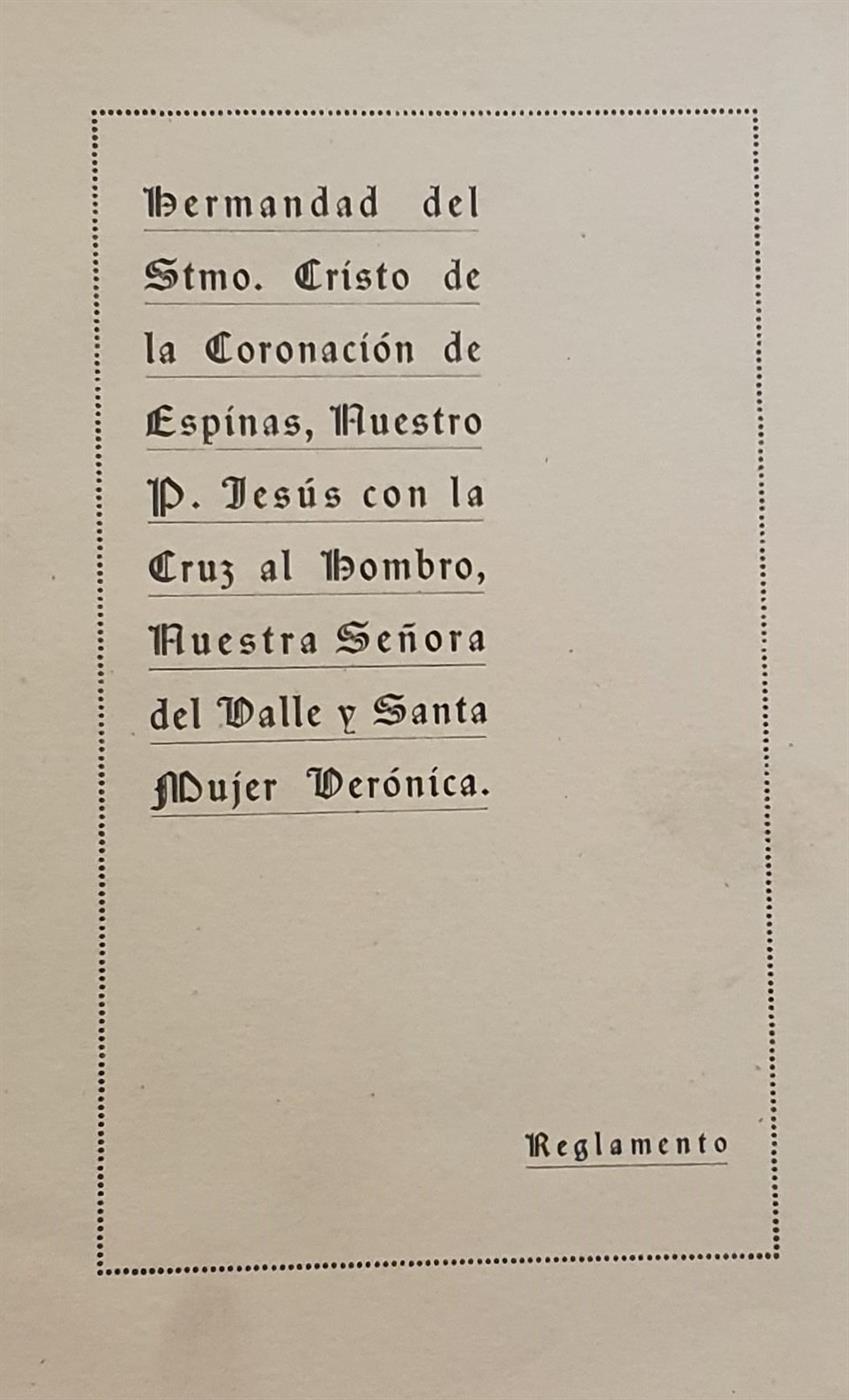 Hermandad del
Stmo. Cristo de
la Coronación de
Espinas, Nuestro
P. Jesús con la
Cruz al Hombro,
Nuestra Señora
del Valle y Santa
Mujer Verónica.
Reglamento